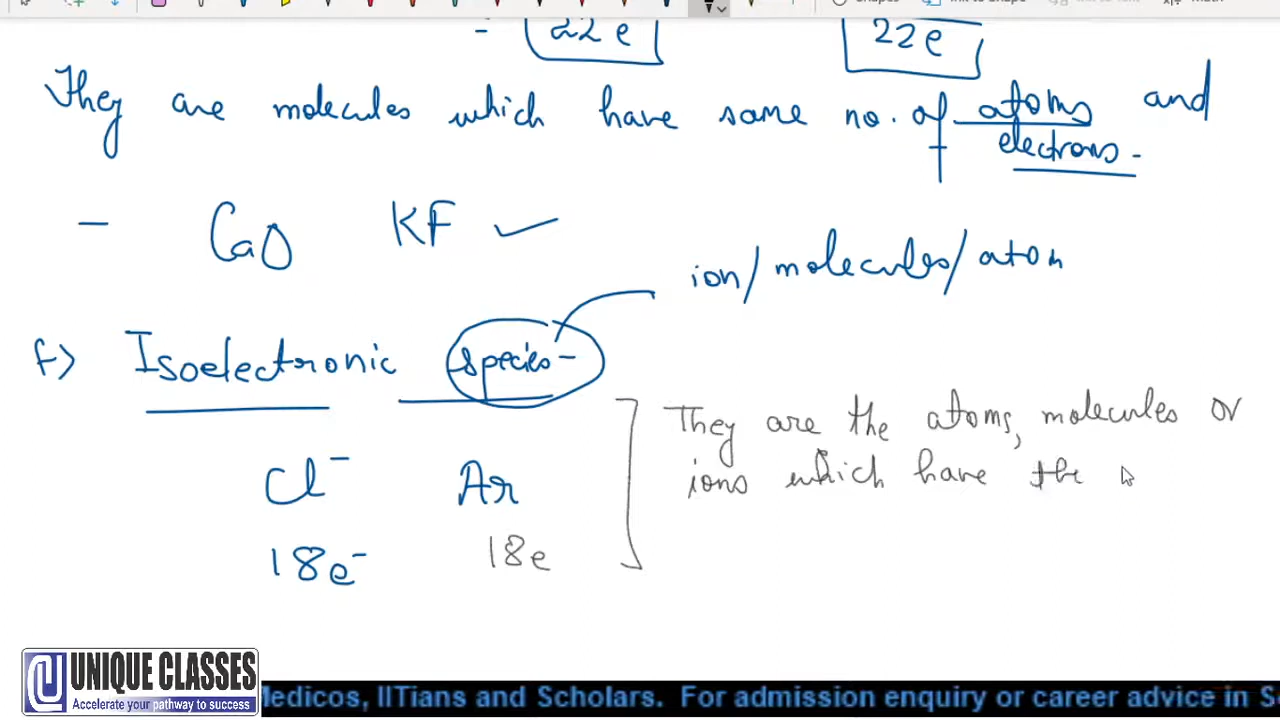 = 22 e 22e
They are molecules which have same no. of atoms and
electrons -
- CaO KF ✓
ion/molecules/atom
f) Isoelectronic species -
They are the atoms, molecules or
ions which have the
Cl⁻ Ar
18e⁻ 18e
UNIQUE CLASSES
Accelerate your pathway to success
Medicos, IITians and Scholars. For admission enquiry or career advice in